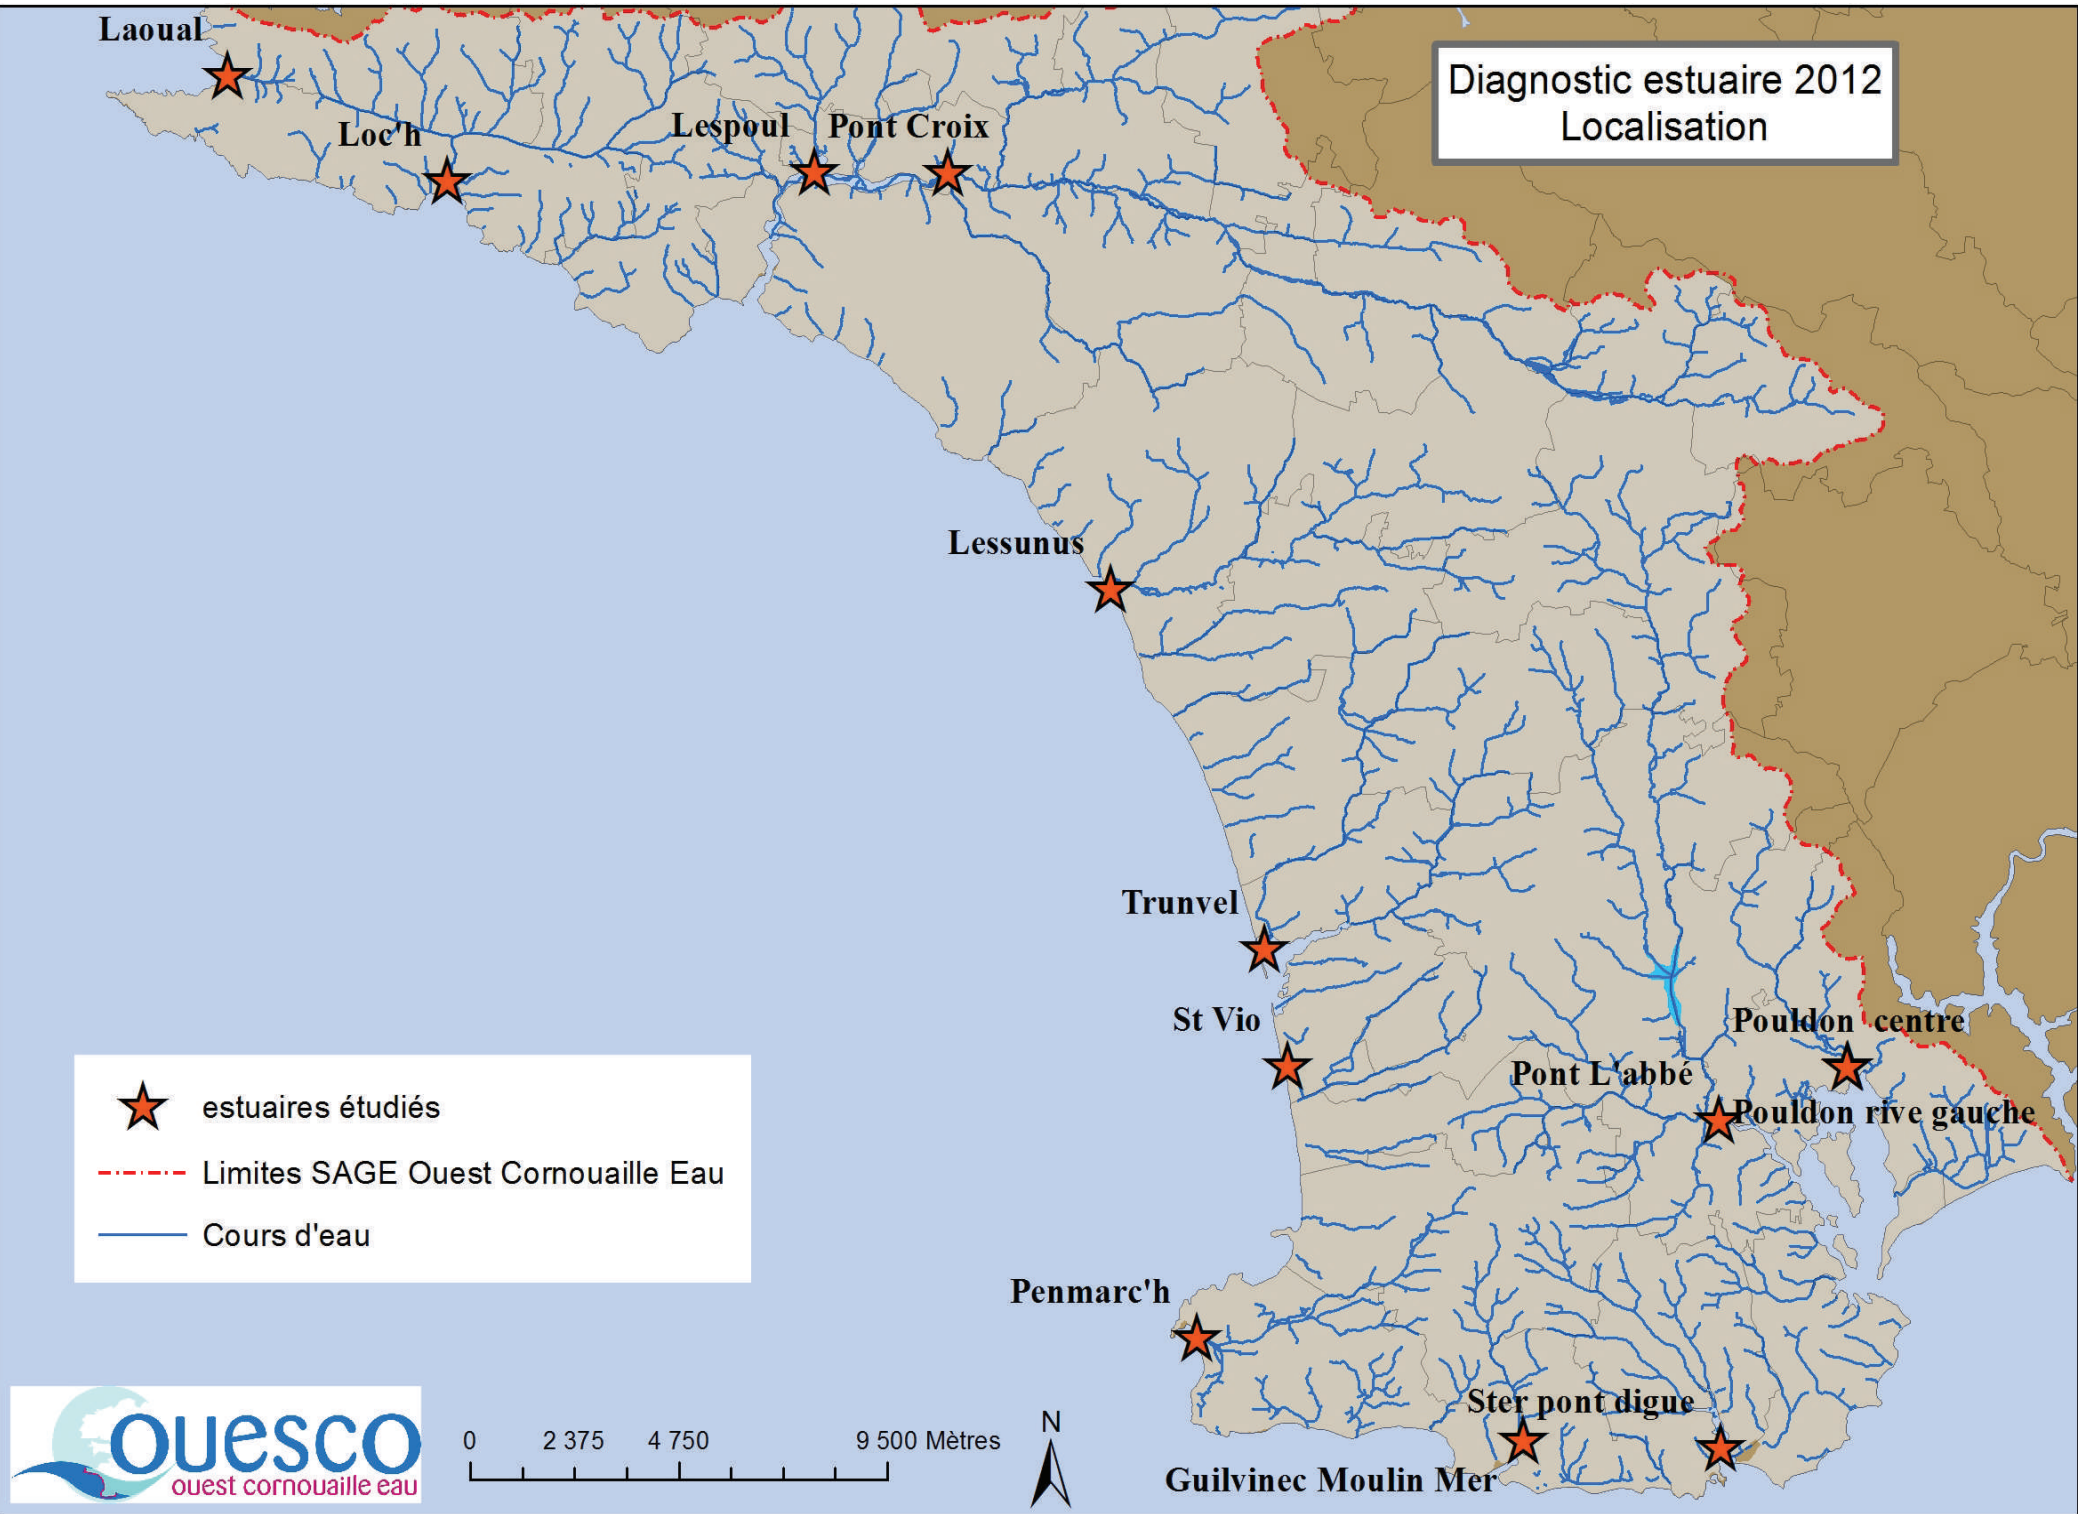 Laoual
Diagnostic estuaire 2012
Localisation
Loc'h
Lespoul
Pont Croix
Lessunus
Trunvel
St Vio
Pouldon centre
Pont L'abbé
Pouldon rive gauche
estuaires étudiés
Limites SAGE Ouest Cornouaille Eau
Cours d'eau
Penmarc'h
Ster pont digue
Guilvinec Moulin Mer
ouesco
ouest cornouaille eau
0 2 375 4 750 9 500 Mètres
N